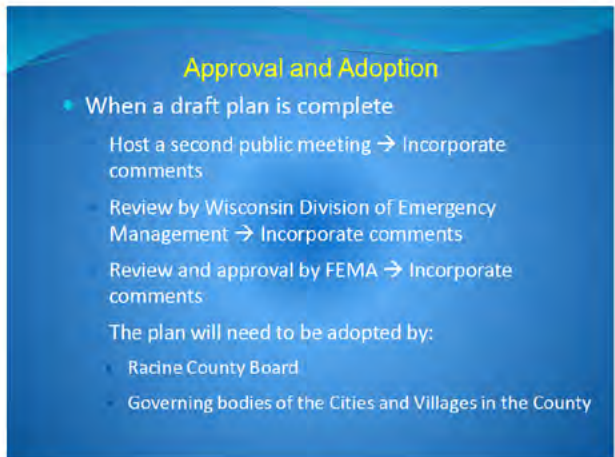 Approval and Adoption
• When a draft plan is complete
Host a second public meeting → Incorporate
comments
Review by Wisconsin Division of Emergency
Management → Incorporate comments
Review and approval by FEMA → Incorporate
comments
The plan will need to be adopted by:
Racine County Board
Governing bodies of the Cities and Villages in the County